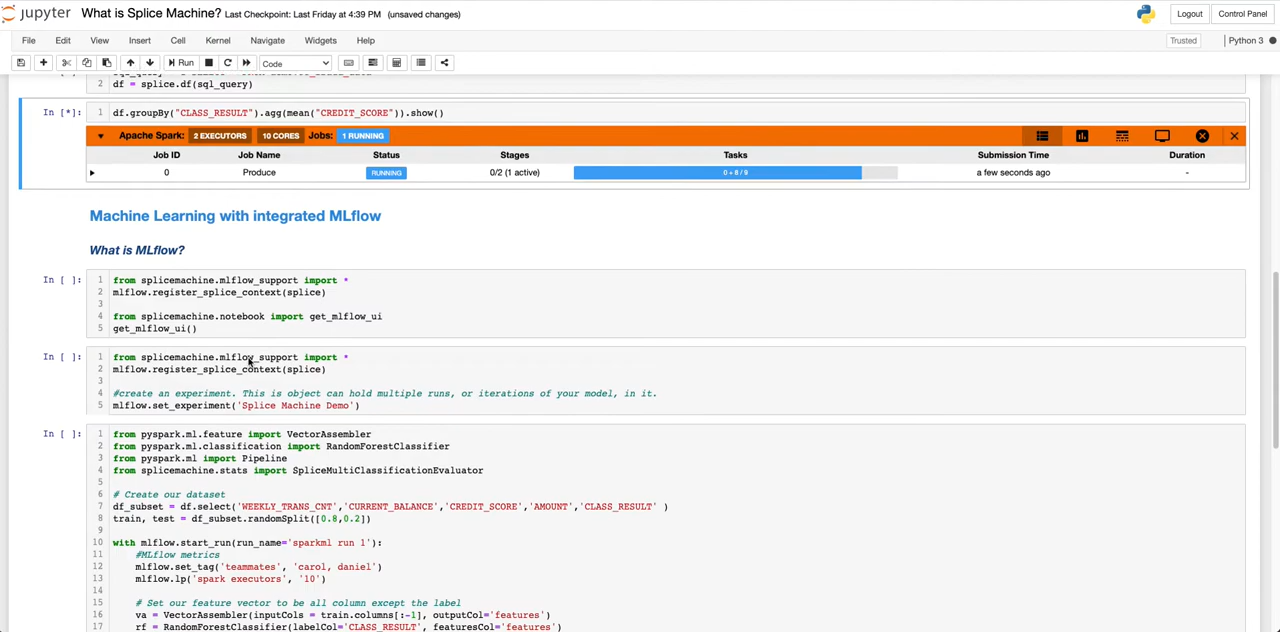 jupyter What is Splice Machine? Last Checkpoint: Last Friday at 4:39 PM (unsaved changes) Logout Control Panel
File Edit View Insert Cell Kernel Navigate Widgets Help Trusted Python 3
Run Code
2 df = splice.df(sql_query)
In [*]: 1 df.groupBy("CLASS_RESULT").agg(mean("CREDIT_SCORE")).show()
Apache Spark: 2 EXECUTORS 10 CORES Jobs: 1 RUNNING
Job ID Job Name Status Stages Tasks Submission Time Duration
0 Produce RUNNING 0/2 (1 active) 0 + 8 / 9 a few seconds ago -
Machine Learning with integrated MLflow
What is MLflow?
In [ ]: 1 from splicemachine.mlflow_support import *
2 mlflow.register_splice_context(splice)
3
4 from splicemachine.notebook import get_mlflow_ui
5 get_mlflow_ui()
In [ ]: 1 from splicemachine.mlflow_support import *
2 mlflow.register_splice_context(splice)
3
4 #create an experiment. This is object can hold multiple runs, or iterations of your model, in it.
5 mlflow.set_experiment('Splice Machine Demo')
In [ ]: 1 from pyspark.ml.feature import VectorAssembler
2 from pyspark.ml.classification import RandomForestClassifier
3 from pyspark.ml import Pipeline
4 from splicemachine.stats import SpliceMultiClassificationEvaluator
5
6 # Create our dataset
7 df_subset = df.select('WEEKLY_TRANS_CNT','CURRENT_BALANCE','CREDIT_SCORE','AMOUNT','CLASS_RESULT' )
8 train, test = df_subset.randomSplit([0.8,0.2])
9
10 with mlflow.start_run(run_name='sparkml run 1'):
11 #MLflow metrics
12 mlflow.set_tag('teammates', 'carol, daniel')
13 mlflow.lp('spark executors', '10')
14
15 # Set our feature vector to be all column except the label
16 va = VectorAssembler(inputCols = train.columns[:-1], outputCol='features')
17 rf = RandomForestClassifier(labelCol='CLASS_RESULT', featuresCol='features')